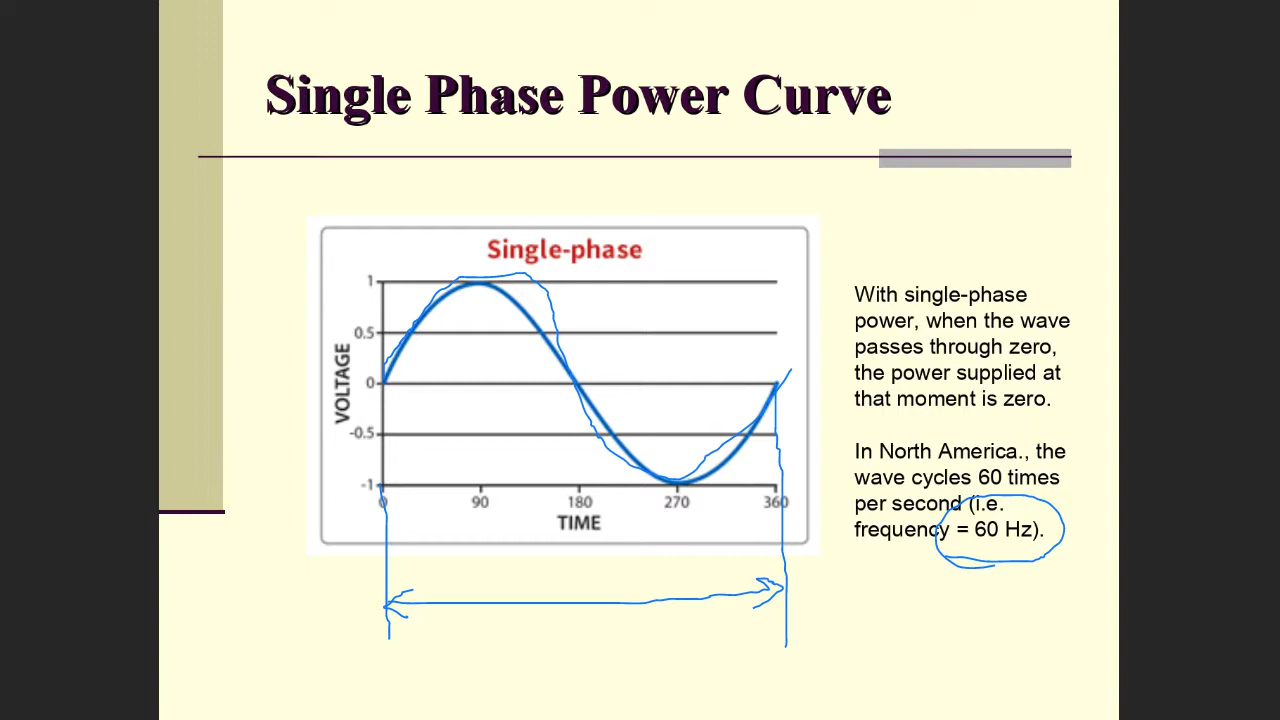 Single Phase Power Curve
Single-phase
1
0.5
0
-0.5
-1
VOLTAGE
0 90 180 270 360
TIME
With single-phase
power, when the wave
passes through zero,
the power supplied at
that moment is zero.
In North America., the
wave cycles 60 times
per second (i.e.
frequency = 60 Hz).